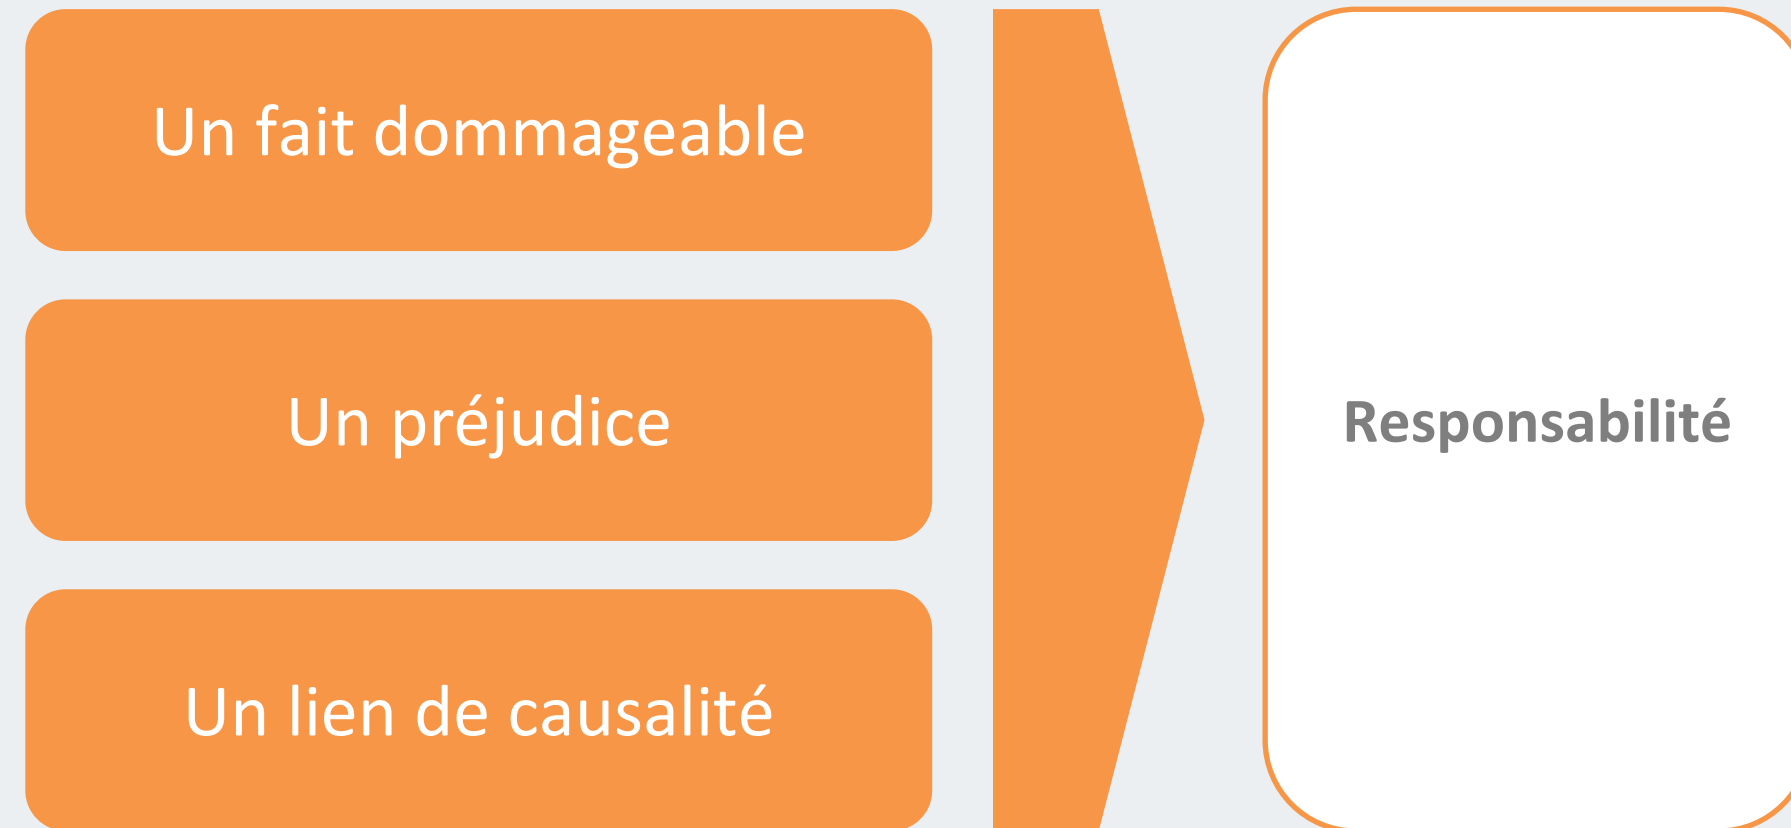 Un fait dommageable
Un préjudice
Un lien de causalité
Responsabilité